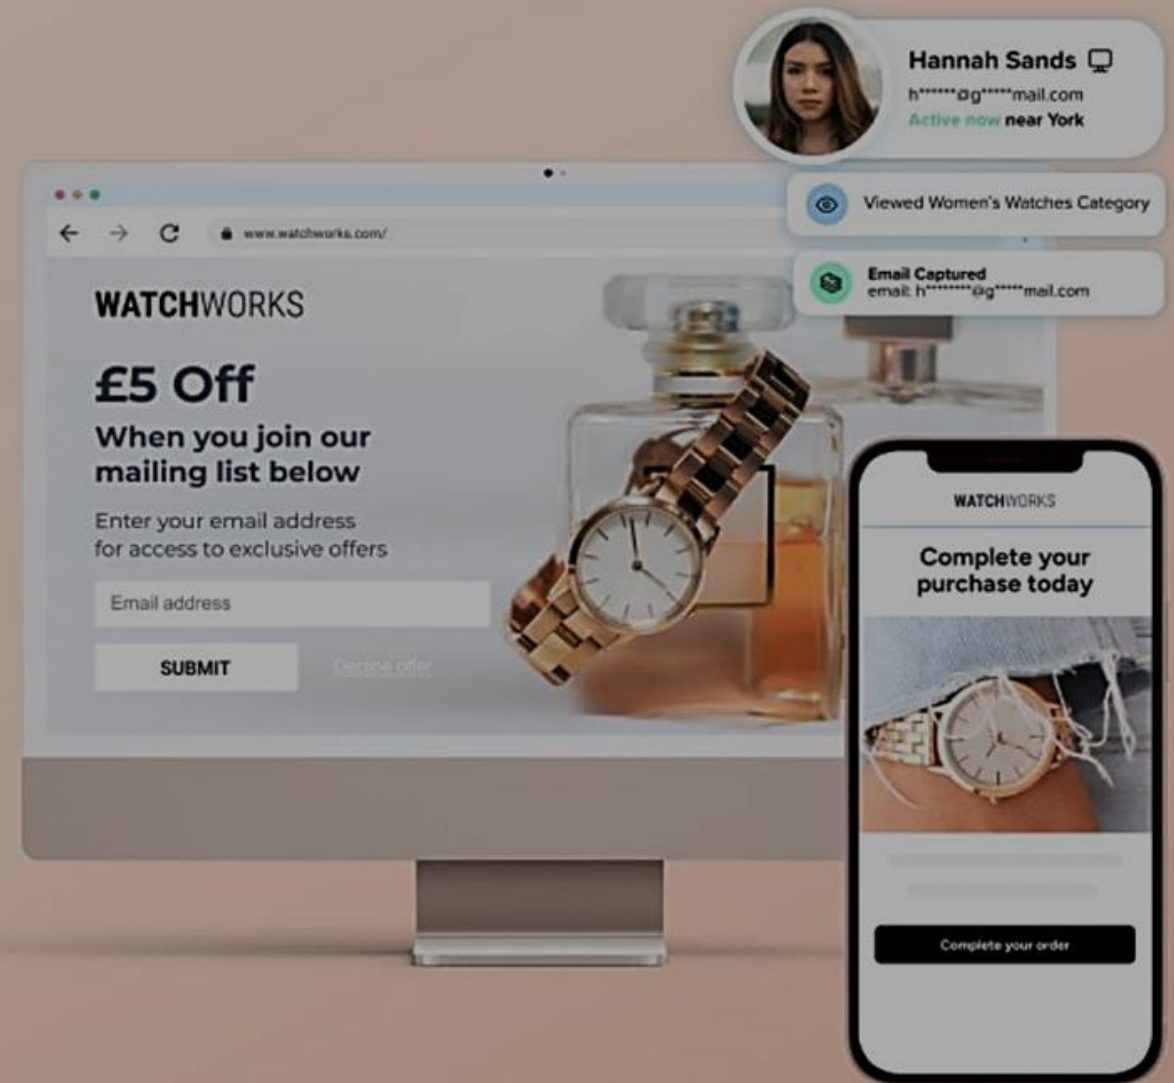 Hannah Sands
h******@g*****mail.com
Active now near York
Viewed Women's Watches Category
Email Captured
email: h********@g*****mail.com
www.watchworks.com/
WATCHWORKS
£5 Off
When you join our
mailing list below
Enter your email address
for access to exclusive offers
Email address
SUBMIT
Decline offer
WATCHWORKS
Complete your
purchase today
Complete your order